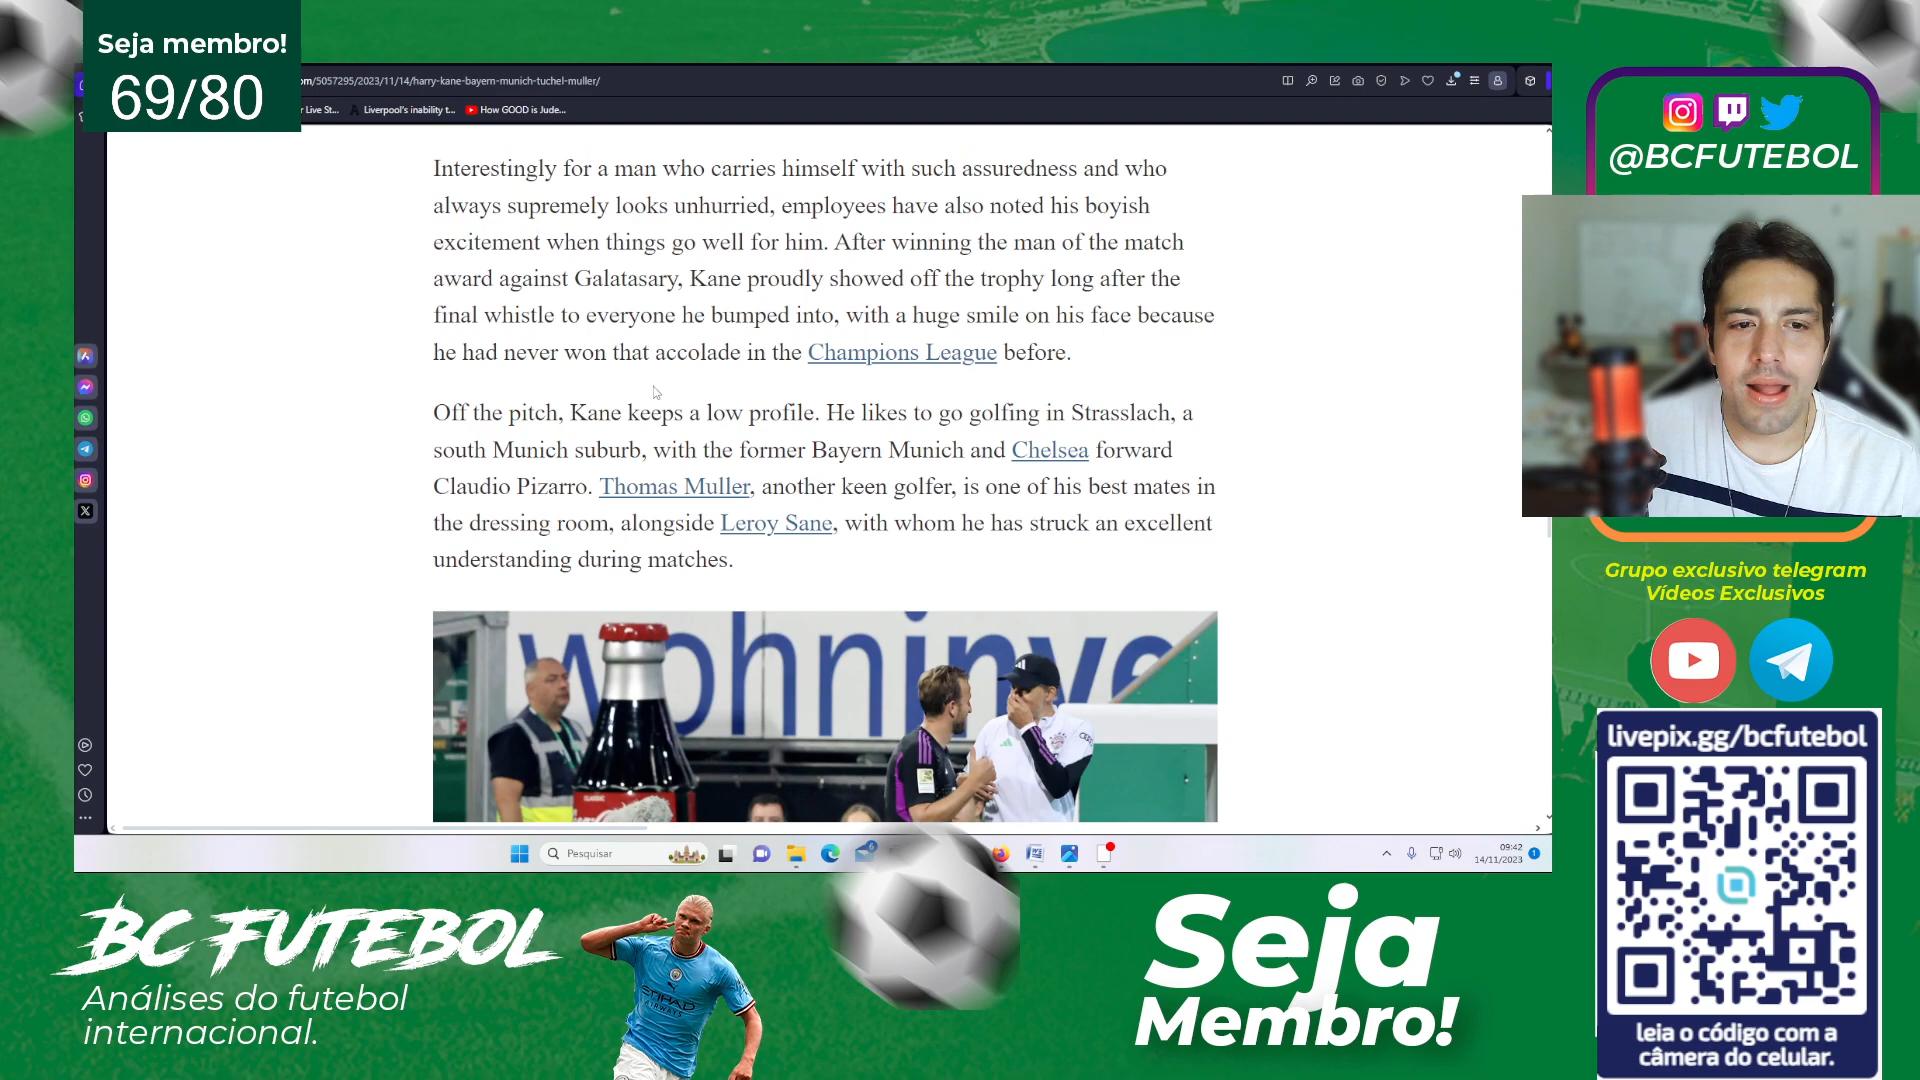 Seja membro!
69/80
om/5057295/2023/11/14/harry-kane-bayern-munich-tuchel-muller/
r Live St...
Liverpool's inability t...
How GOOD is Jude...
Interestingly for a man who carries himself with such assuredness and who
always supremely looks unhurried, employees have also noted his boyish
excitement when things go well for him. After winning the man of the match
award against Galatasary, Kane proudly showed off the trophy long after the
final whistle to everyone he bumped into, with a huge smile on his face because
he had never won that accolade in the Champions League before.
Off the pitch, Kane keeps a low profile. He likes to go golfing in Strasslach, a
south Munich suburb, with the former Bayern Munich and Chelsea forward
Claudio Pizarro. Thomas Muller, another keen golfer, is one of his best mates in
the dressing room, alongside Leroy Sane, with whom he has struck an excellent
understanding during matches.
wohninve
CLASSIC
Pesquisar
6
09:42
14/11/2023
1
@BCFUTEBOL
Grupo exclusivo telegram
Vídeos Exclusivos
livepix.gg/bcfutebol
leia o código com a
câmera do celular.
BC FUTEBOL
Análises do futebol
internacional.
ETIHAD
AIRWAYS
Seja
Membro!